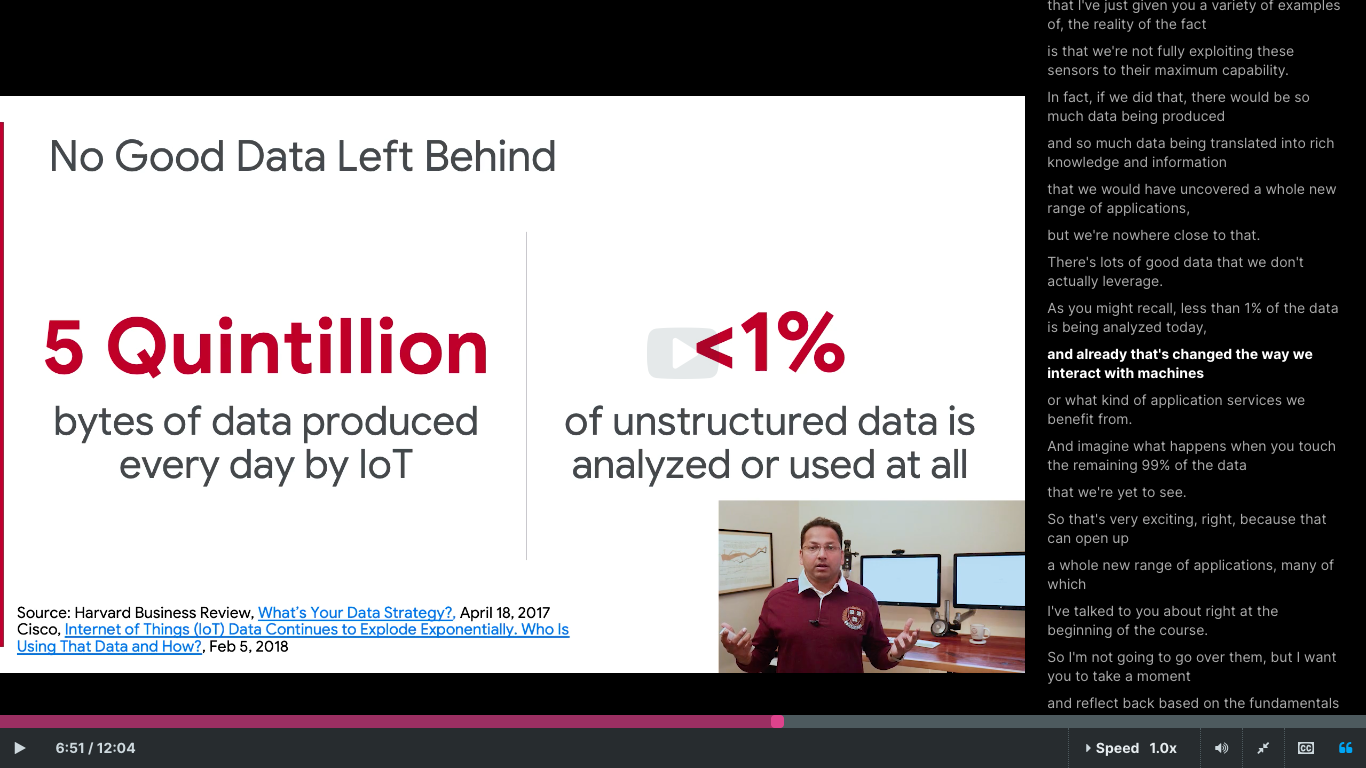 No Good Data Left Behind
5 Quintillion
bytes of data produced
every day by IoT
<1%
of unstructured data is
analyzed or used at all
Source: Harvard Business Review, What's Your Data Strategy?, April 18, 2017
Cisco, Internet of Things (IoT) Data Continues to Explode Exponentially. Who Is
Using That Data and How?, Feb 5, 2018
that I've just given you a variety of examples
of, the reality of the fact
is that we're not fully exploiting these
sensors to their maximum capability.
In fact, if we did that, there would be so
much data being produced
and so much data being translated into rich
knowledge and information
that we would have uncovered a whole new
range of applications,
but we're nowhere close to that.
There's lots of good data that we don't
actually leverage.
As you might recall, less than 1% of the data
is being analyzed today,
and already that's changed the way we
interact with machines
or what kind of application services we
benefit from.
And imagine what happens when you touch
the remaining 99% of the data
that we're yet to see.
So that's very exciting, right, because that
can open up
a whole new range of applications, many of
which
I've talked to you about right at the
beginning of the course.
So I'm not going to go over them, but I want
you to take a moment
and reflect back based on the fundamentals
6:51 / 12:04
Speed 1.0x
CC